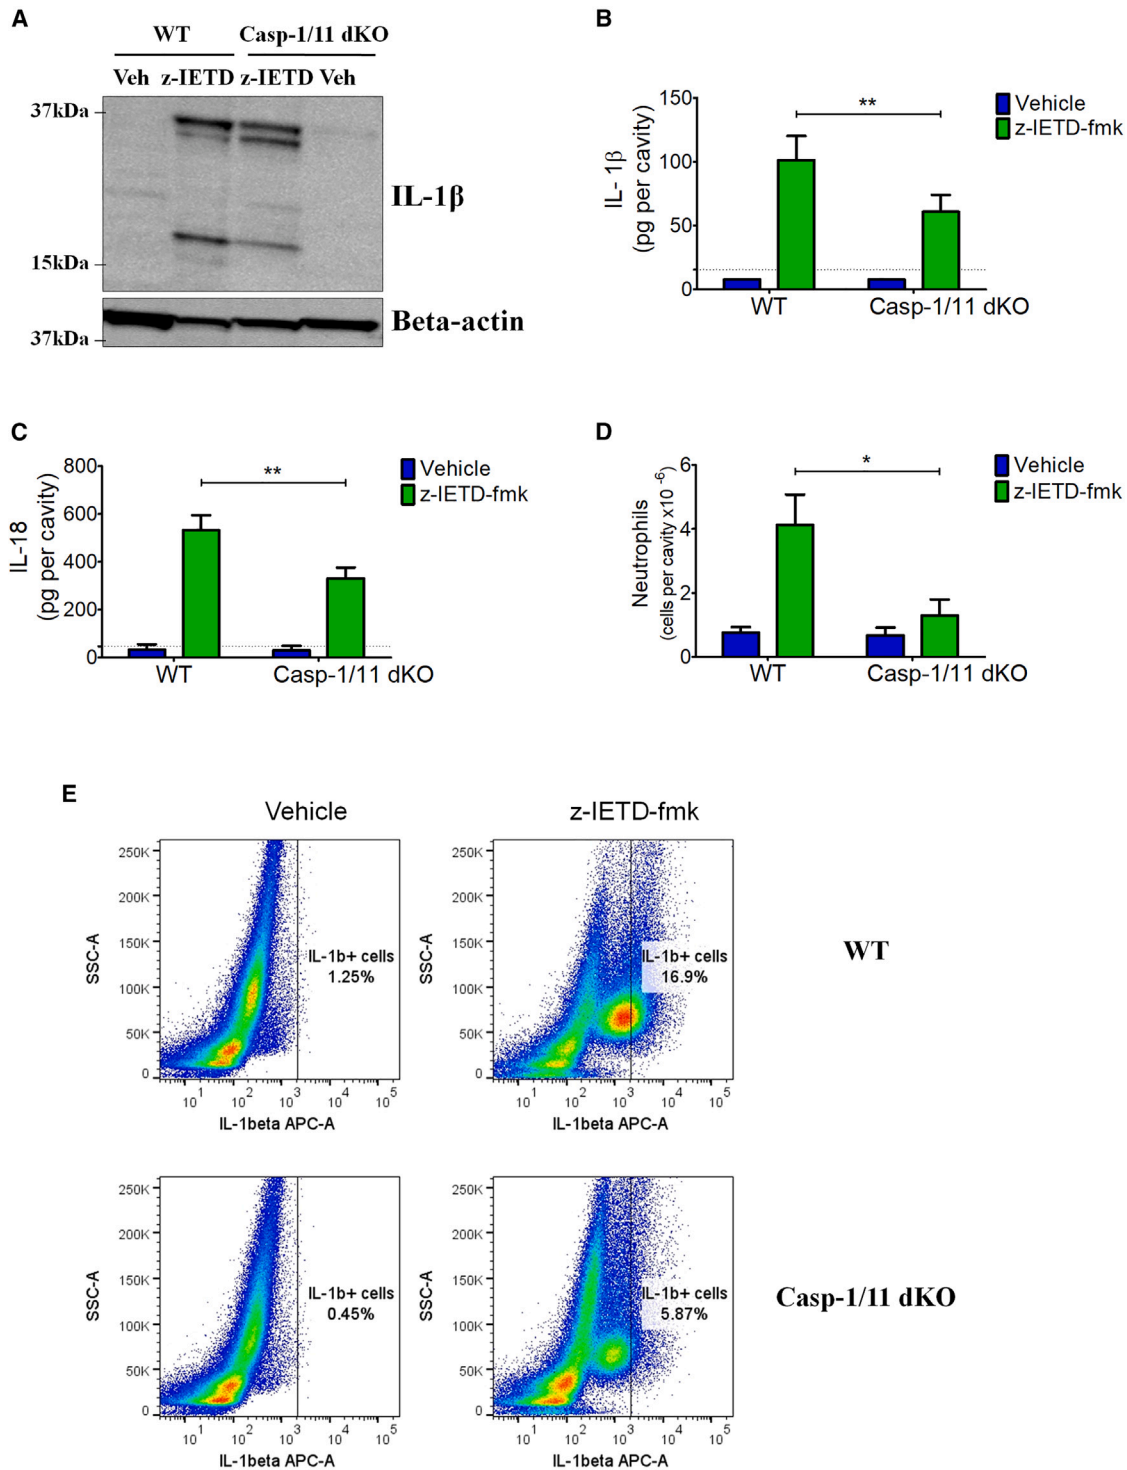 A
WT
Casp-1/11 dKO
Veh z-IETD z-IETD Veh
37kDa
15kDa
IL-1β
37kDa
Beta-actin
B
150
100
50
0
IL- 1β
(pg per cavity)
**
Vehicle
z-IETD-fmk
WT
Casp-1/11 dKO
C
800
600
400
200
0
IL-18
(pg per cavity)
**
Vehicle
z-IETD-fmk
WT
Casp-1/11 dKO
D
6
4
2
0
Neutrophils
(cells per cavity x10 -6)
*
Vehicle
z-IETD-fmk
WT
Casp-1/11 dKO
E
Vehicle
z-IETD-fmk
250K
200K
150K
100K
50K
0
SSC-A
IL-1b+ cells
1.25%
10^1 10^2 10^3 10^4 10^5
IL-1beta APC-A
250K
200K
150K
100K
50K
0
SSC-A
IL-1b+ cells
16.9%
10^1 10^2 10^3 10^4 10^5
IL-1beta APC-A
WT
250K
200K
150K
100K
50K
0
SSC-A
IL-1b+ cells
0.45%
10^1 10^2 10^3 10^4 10^5
IL-1beta APC-A
250K
200K
150K
100K
50K
0
SSC-A
IL-1b+ cells
5.87%
10^1 10^2 10^3 10^4 10^5
IL-1beta APC-A
Casp-1/11 dKO